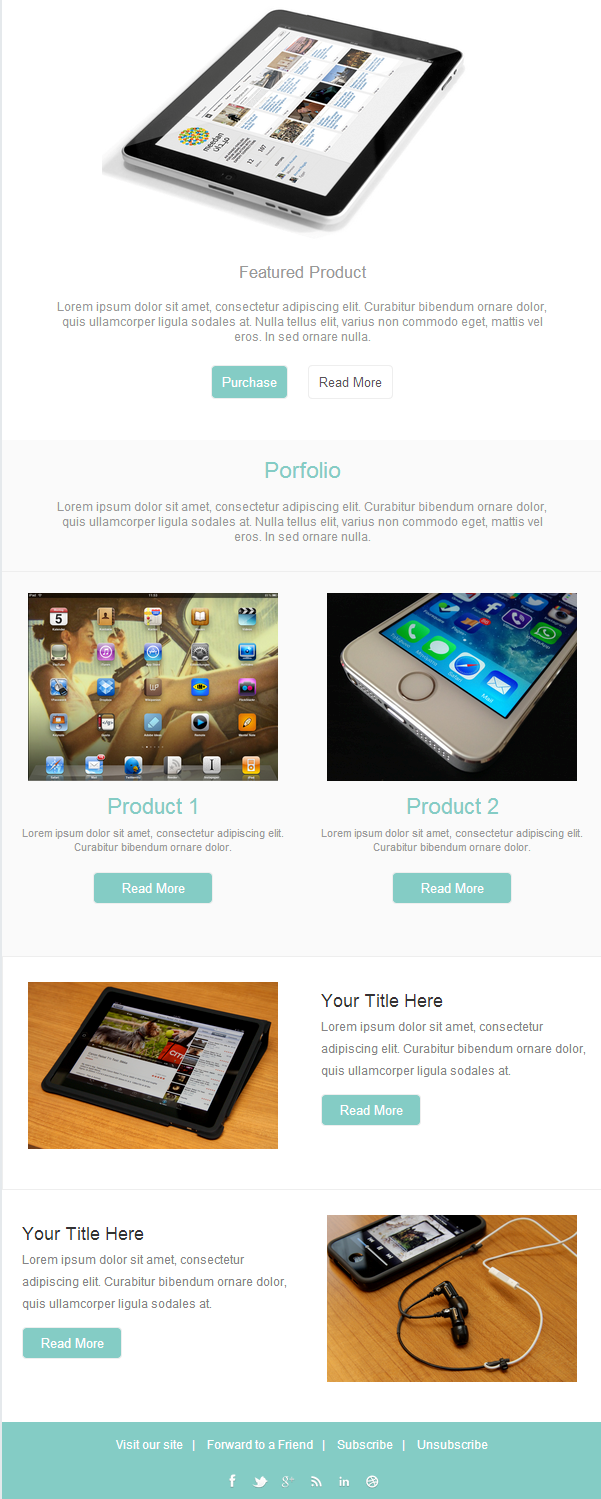 meedan
ميدان
Featured Product
Lorem ipsum dolor sit amet, consectetur adipiscing elit. Curabitur bibendum ornare dolor,
quis ullamcorper ligula sodales at. Nulla tellus elit, varius non commodo eget, mattis vel
eros. In sed ornare nulla.
Purchase Read More
Porfolio
Lorem ipsum dolor sit amet, consectetur adipiscing elit. Curabitur bibendum ornare dolor,
quis ullamcorper ligula sodales at. Nulla tellus elit, varius non commodo eget, mattis vel
eros. In sed ornare nulla.
Product 1
Lorem ipsum dolor sit amet, consectetur adipiscing elit.
Curabitur bibendum ornare dolor.
Read More
Mail
Product 2
Lorem ipsum dolor sit amet, consectetur adipiscing elit.
Curabitur bibendum ornare dolor.
Read More
Your Title Here
Lorem ipsum dolor sit amet, consectetur
adipiscing elit. Curabitur bibendum ornare dolor,
quis ullamcorper ligula sodales at.
Read More
Your Title Here
Lorem ipsum dolor sit amet, consectetur
adipiscing elit. Curabitur bibendum ornare dolor,
quis ullamcorper ligula sodales at.
Read More
Visit our site | Forward to a Friend | Subscribe | Unsubscribe